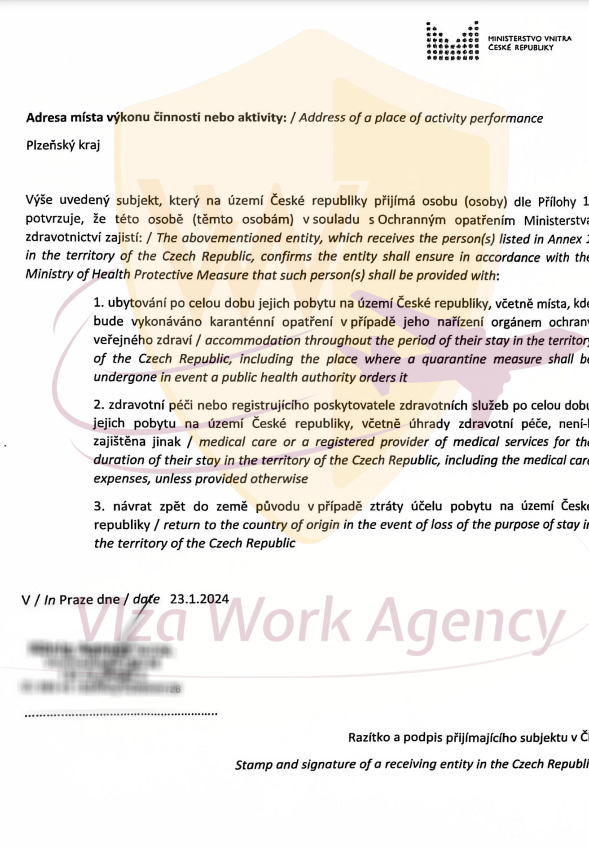 MINISTERSTVO VNITRA
ČESKÉ REPUBLIKY
Adresa místa výkonu činnosti nebo aktivity: / Address of a place of activity performance
Plzeňský kraj
Výše uvedený subjekt, který na území České republiky přijímá osobu (osoby) dle Přílohy 1
potvrzuje, že této osobě (těmto osobám) v souladu s Ochranným opatřením Ministerstva
zdravotnictví zajistí: / The abovementioned entity, which receives the person(s) listed in Annex 1
in the territory of the Czech Republic, confirms the entity shall ensure in accordance with the
Ministry of Health Protective Measure that such person(s) shall be provided with:
1. ubytování po celou dobu jejich pobytu na území České republiky, včetně místa, kde
bude vykonáváno karanténní opatření v případě jeho nařízení orgánem ochrany
veřejného zdraví / accommodation throughout the period of their stay in the territory
of the Czech Republic, including the place where a quarantine measure shall be
undergone in event a public health authority orders it
2. zdravotní péči nebo registrujícího poskytovatele zdravotních služeb po celou dobu
jejich pobytu na území České republiky, včetně úhrady zdravotní péče, není-l
zajištěna jinak / medical care or a registered provider of medical services for the
duration of their stay in the territory of the Czech Republic, including the medical care
expenses, unless provided otherwise
3. návrat zpět do země původu v případě ztráty účelu pobytu na území České
republiky / return to the country of origin in the event of loss of the purpose of stay in
the territory of the Czech Republic
V / In Praze dne / date 23.1.2024
Viza Work Agency
Razítko a podpis přijímajícího subjektu v Č
Stamp and signature of a receiving entity in the Czech Republi